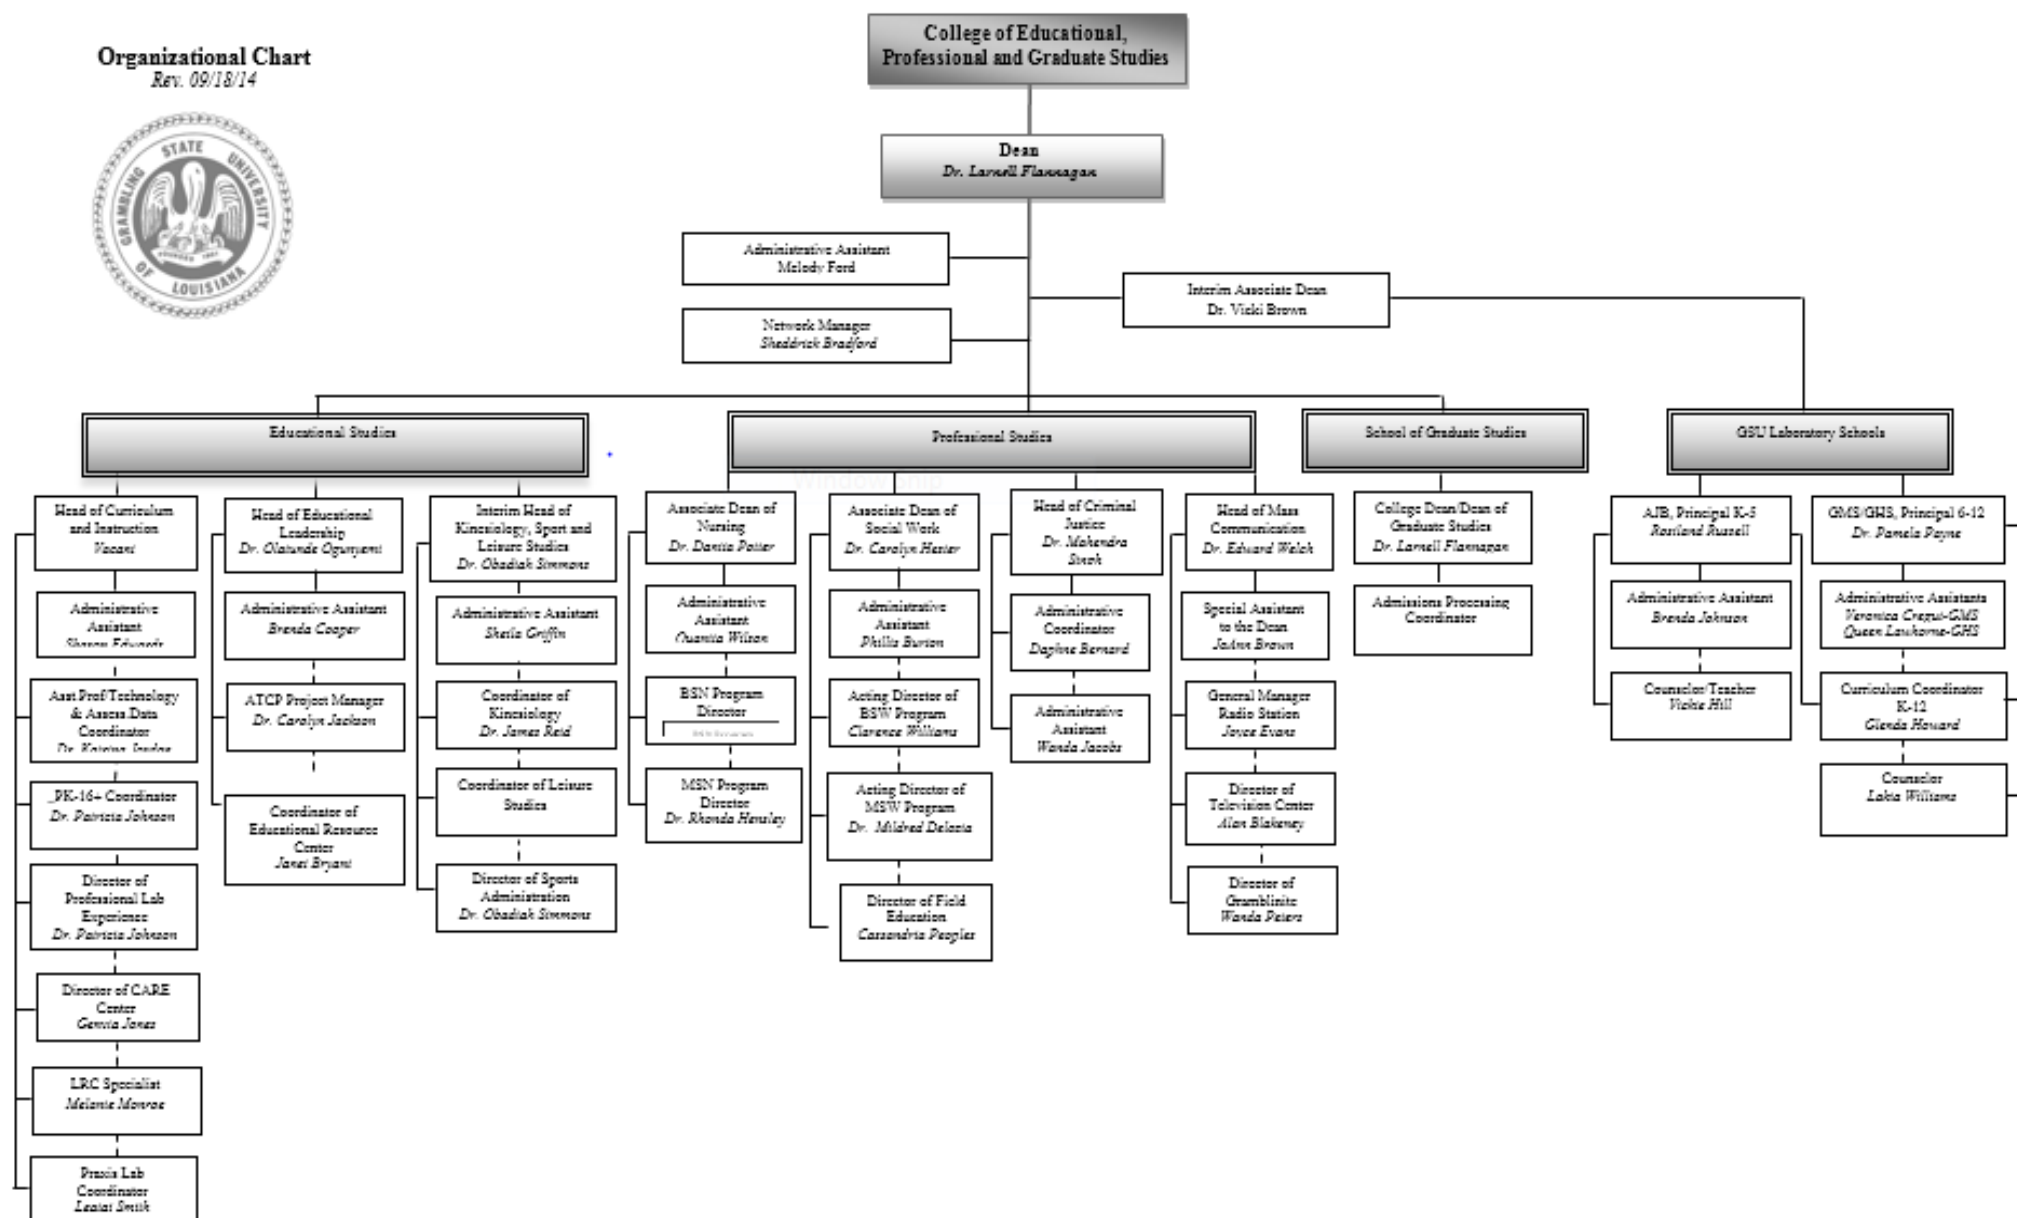 College of Educational,
Professional and Graduate Studies
Organizational Chart
Rev. 09/18/14
GRAMBLING STATE UNIVERSITY
OF LOUISIANA
Dean
Dr. Larnell Flannagan
Administrative Assistant
Melody Ford
Interim Associate Dean
Dr. Vicki Brown
Network Manager
Sheddrick Bradford
Educational Studies
Professional Studies
School of Graduate Studies
GSU Laboratory Schools
Window Snip
Head of Curriculum
and Instruction
Vacant
Administrative
Assistant
Sharon Edwards
Asst Prof/Technology
& Assess Data
Coordinator
Dr. Katrina Jordan
PK-16+ Coordinator
Dr. Patricia Johnson
Director of
Professional Lab
Experience
Dr. Patricia Johnson
Director of CARE
Center
Jones
LRC Specialist
Melanie Monroe
Praxis Lab
Coordinator
Smith
Head of Educational
Leadership
Dr. Olatunde Ogunyemi
Administrative Assistant
Brenda Cooper
ATCP Project Manager
Dr. Carolyn Jackson
Coordinator of
Educational Resource
Center
Janet Bryant
Interim Head of
Kinesiology, Sport and
Leisure Studies
Dr. Obadiah Simmons
Administrative Assistant
Sheila Griffin
Coordinator of
Kinesiology
Dr. James Reid
Coordinator of Leisure
Studies
Director of Sports
Administration
Dr. Obadiah Simmons
Associate Dean of
Nursing
Dr. Danita Potter
Administrative
Assistant
Quanita Wilson
BSN Program
Director
MSN Program
Director
Dr. Rhonda Hensley
Associate Dean of
Social Work
Dr. Carolyn Hester
Administrative
Assistant
Phillis Burton
Acting Director of
BSW Program
Clarence Williams
Acting Director of
MSW Program
Dr. Mildred Delozia
Director of Field
Education
Cassandria Peoples
Head of Criminal
Justice
Dr. Mahendra
Singh
Administrative
Coordinator
Daphne Bernard
Administrative
Assistant
Wanda Jacobs
Head of Mass
Communication
Dr. Edward Welch
Special Assistant
to the Dean
JoAnn Brown
General Manager
Radio Station
Joyce Evans
Director of
Television Center
Alan Blakeney
Director of
Gramblinite
Wanda Peters
College Dean/Dean of
Graduate Studies
Dr. Larnell Flannagan
Admissions Processing
Coordinator
AJB, Principal K-5
Rosiland Russell
Administrative Assistant
Brenda Johnson
Counselor/Teacher
Vickie Hill
GMS/GHS, Principal 6-12
Dr. Pamela Payne
Administrative Assistants
Veronica Cregui-GMS
Queen Lawhorne-GHS
Curriculum Coordinator
K-12
Glenda Howard
Counselor
Lakia Williams